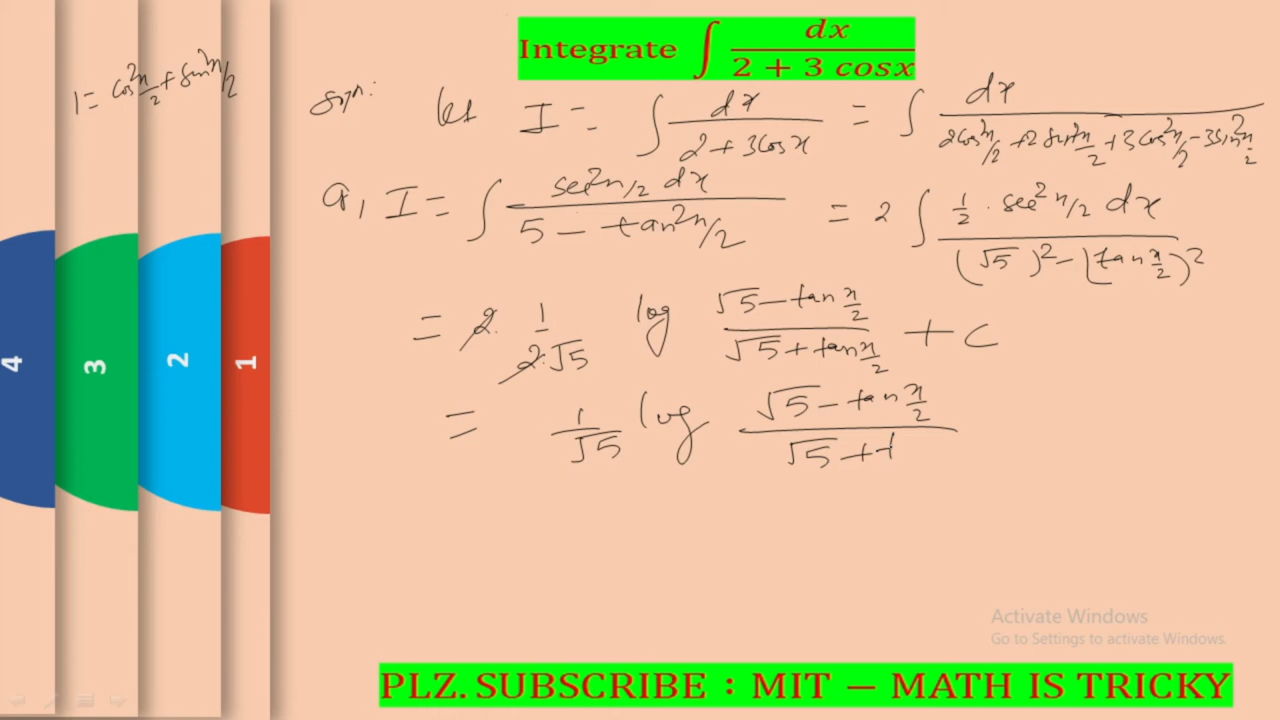 Integrate ∫ dx / (2 + 3 cosx)
1 = cos²x/2 + sin²x/2
Soln: let I = ∫ dx / (2 + 3cosx) = ∫ dx / (2cos²x/2 + 2sin²x/2 + 3cos²x/2 - 3sin²x/2)
I = ∫ sec²x/2 dx / (5 - tan²x/2) = 2 ∫ 1/2 . sec²x/2 dx / ((√5)² - (tan x/2)²)
= 2. 1/(2.√5) log (√5 - tan x/2) / (√5 + tan x/2) + c
= 1/√5 log (√5 - tan x/2) / (√5 + t
4
3
2
1
Activate Windows
Go to Settings to activate Windows.
PLZ. SUBSCRIBE : MIT – MATH IS TRICKY